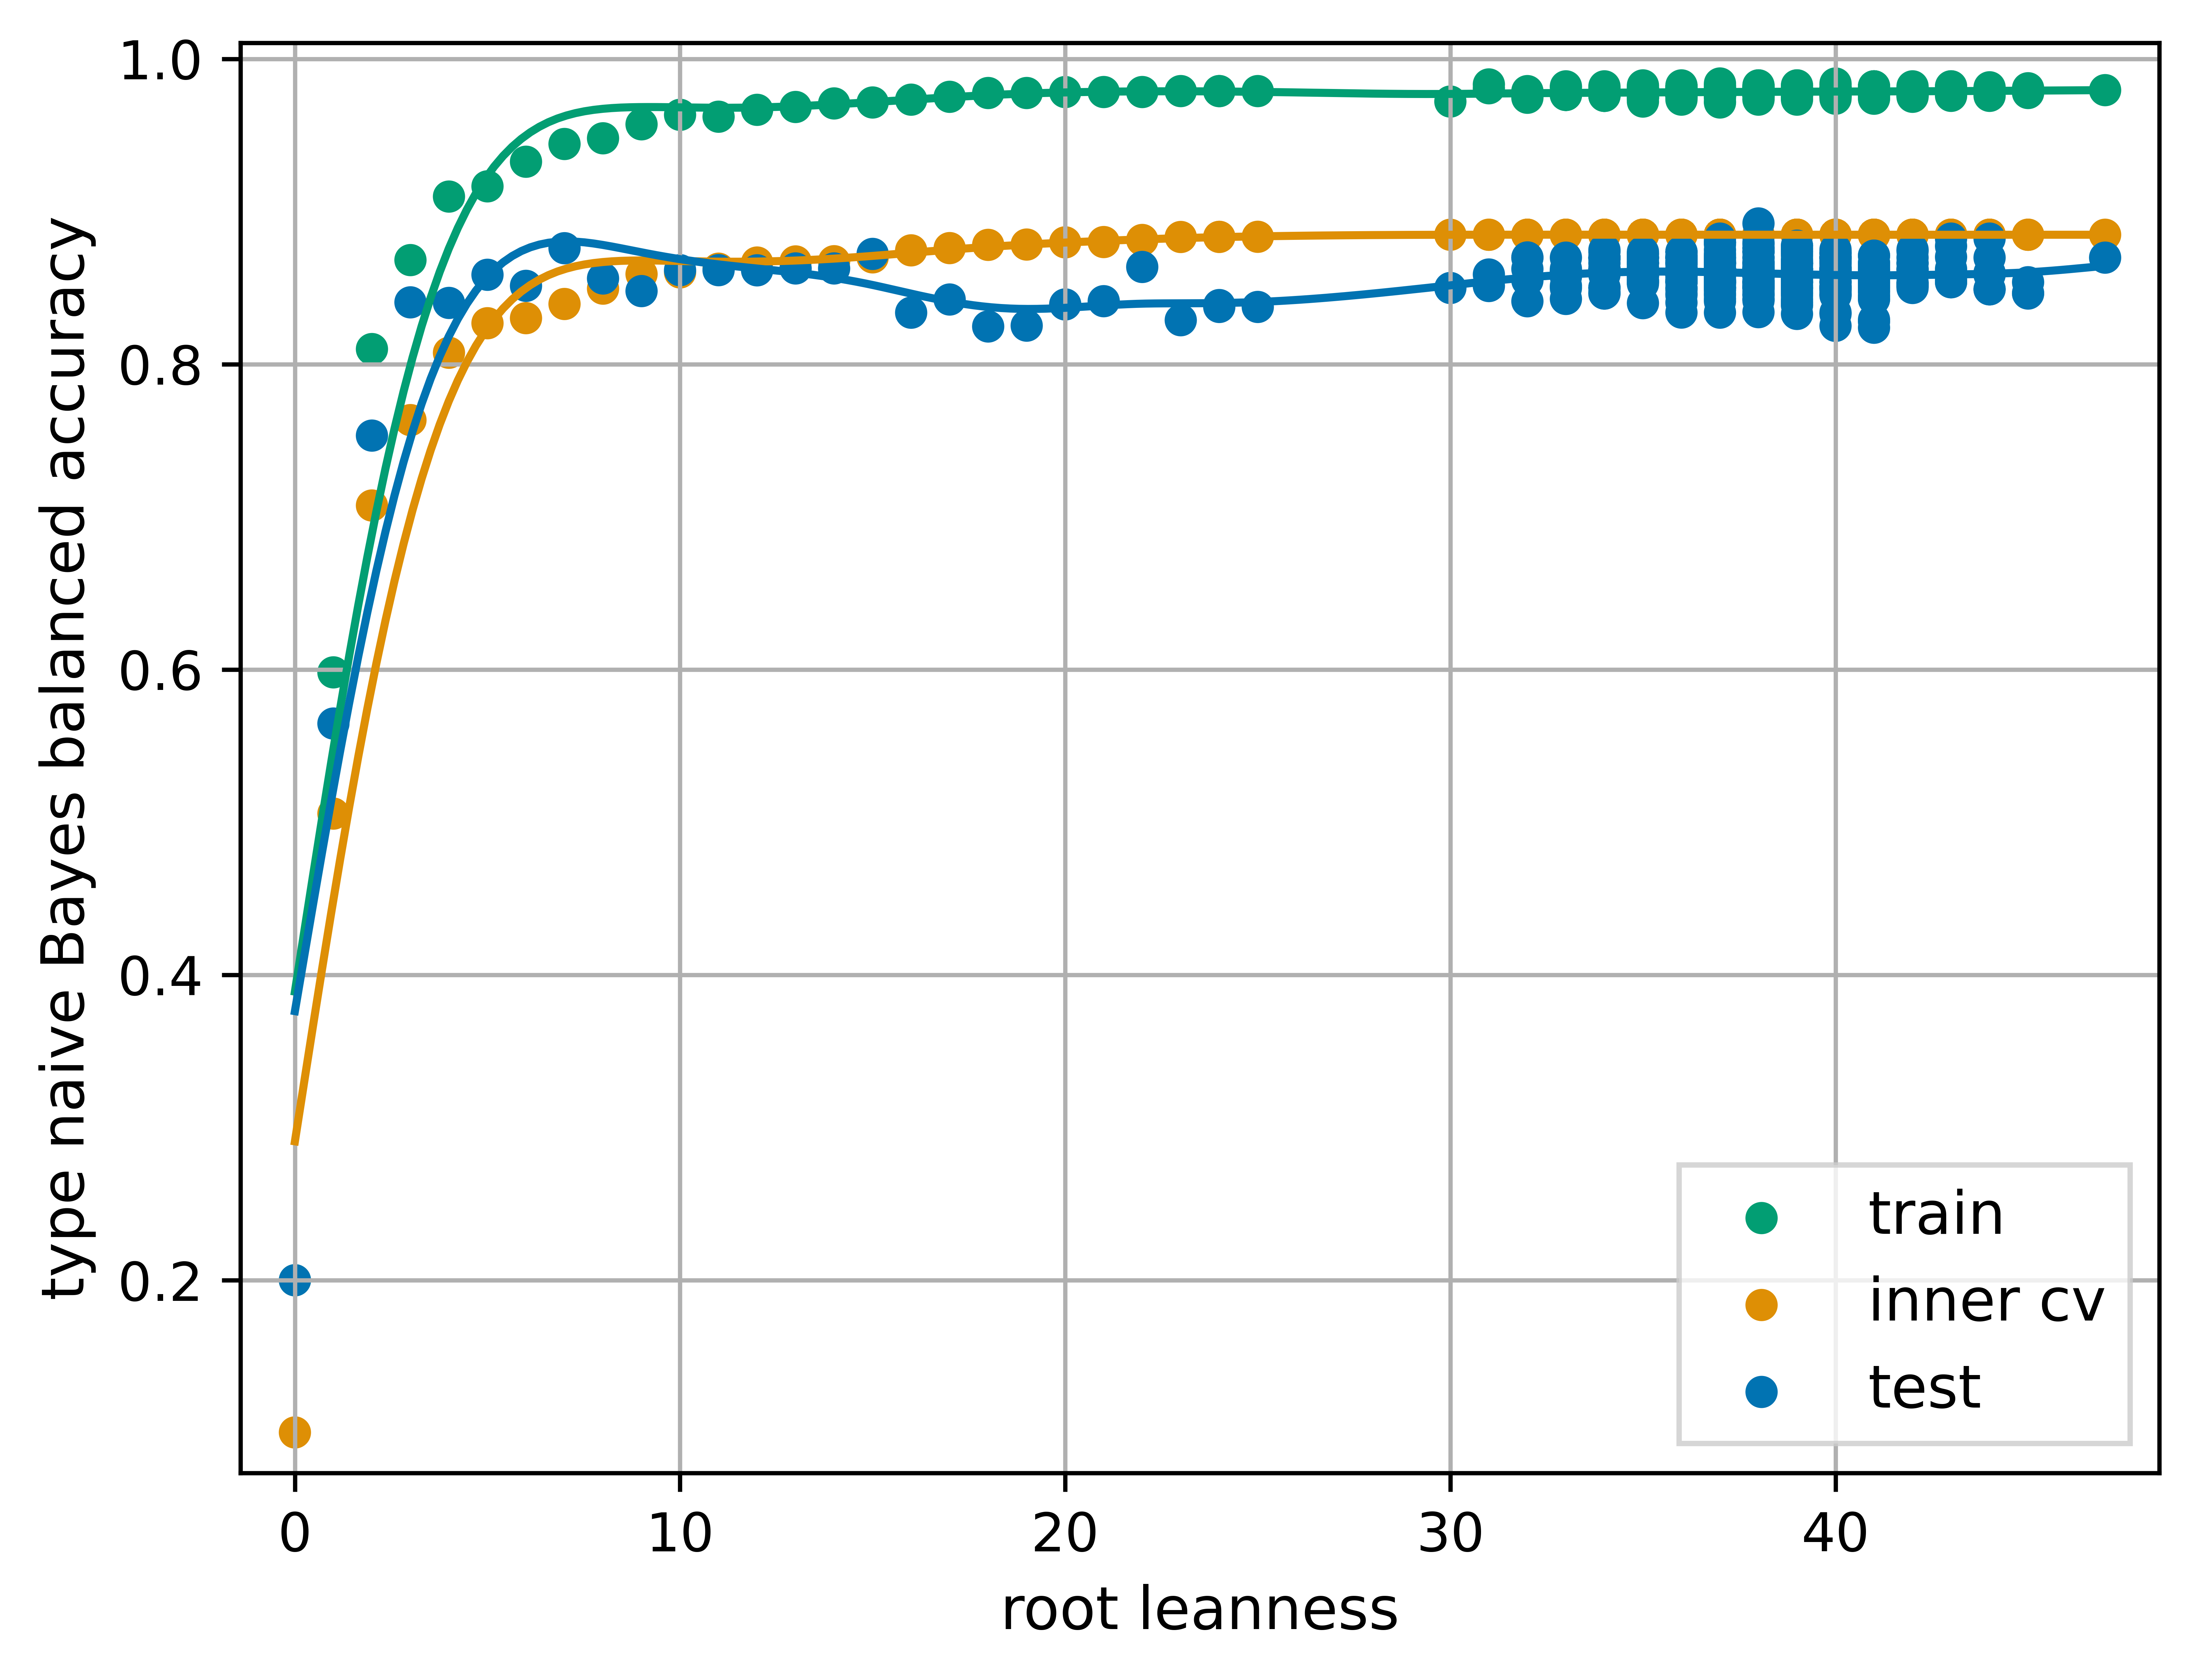 type naive Bayes balanced accuracy
1.0
0.8
0.6
0.4
0.2
0 10 20 30 40
root leanness
train
inner cv
test